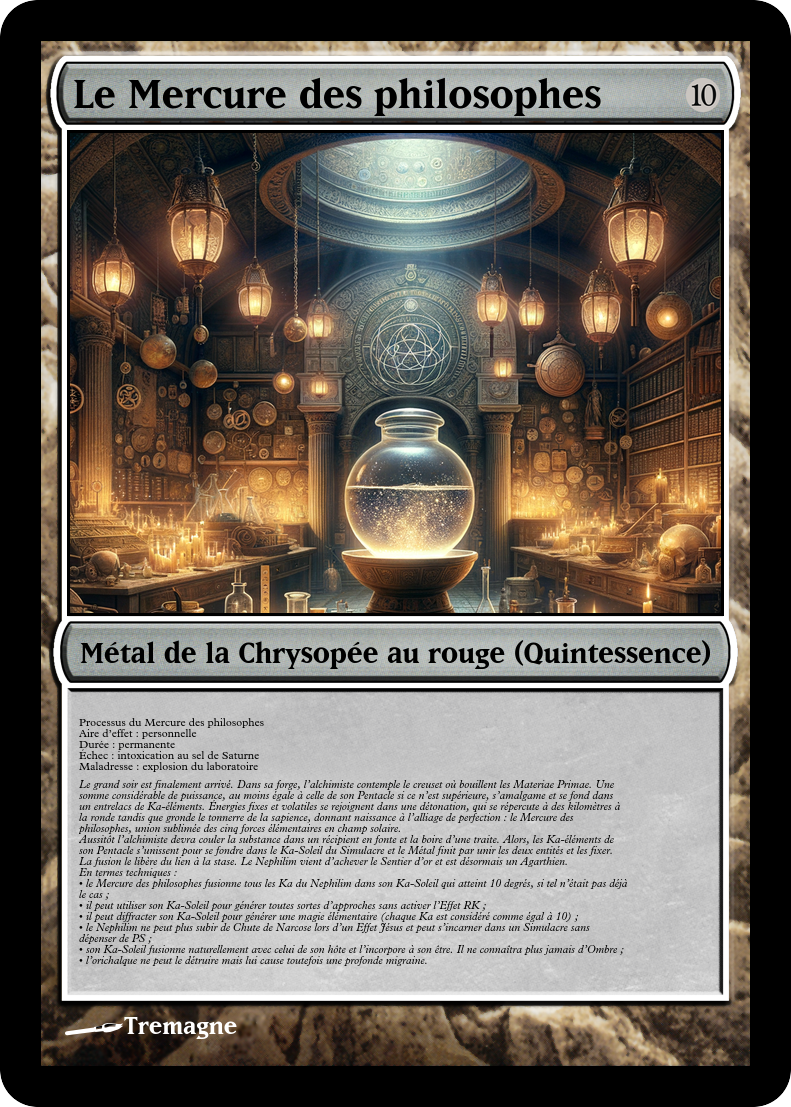 Le Mercure des philosophes
10
Métal de la Chrysopée au rouge (Quintessence)
Processus du Mercure des philosophes
Aire d'effet : personnelle
Durée : permanente
Échec : intoxication au sel de Saturne
Maladresse : explosion du laboratoire
Le grand soir est finalement arrivé. Dans sa forge, l'alchimiste contemple le creuset où bouillent les Materiae Primae. Une
somme considérable de puissance, au moins égale à celle de son Pentacle si ce n'est supérieure, s'amalgame et se fond dans
un entrelacs de Ka-éléments. Énergies fixes et volatiles se rejoignent dans une détonation, qui se répercute à des kilomètres à
la ronde tandis que gronde le tonnerre de la sapience, donnant naissance à l'alliage de perfection : le Mercure des
philosophes, union sublimée des cinq forces élémentaires en champ solaire.
Aussitôt l'alchimiste devra couler la substance dans un récipient en fonte et la boire d'une traite. Alors, les Ka-éléments de
son Pentacle s'unissent pour se fondre dans le Ka-Soleil du Simulacre et le Métal finit par unir les deux entités et les fixer.
La fusion le libère du lien à la stase. Le Nephilim vient d'achever le Sentier d'or et est désormais un Agarthien.
En termes techniques :
• le Mercure des philosophes fusionne tous les Ka du Nephilim dans son Ka-Soleil qui atteint 10 degrés, si tel n'était pas déjà
le cas ;
• il peut utiliser son Ka-Soleil pour générer toutes sortes d'approches sans activer l'Effet RK ;
• il peut diffracter son Ka-Soleil pour générer une magie élémentaire (chaque Ka est considéré comme égal à 10) ;
• le Nephilim ne peut plus subir de Chute de Narcose lors d'un Effet Jésus et peut s'incarner dans un Simulacre sans
dépenser de PS ;
• son Ka-Soleil fusionne naturellement avec celui de son hôte et l'incorpore à son être. Il ne connaîtra plus jamais d'Ombre ;
• l'orichalque ne peut le détruire mais lui cause toutefois une profonde migraine.
Tremagne